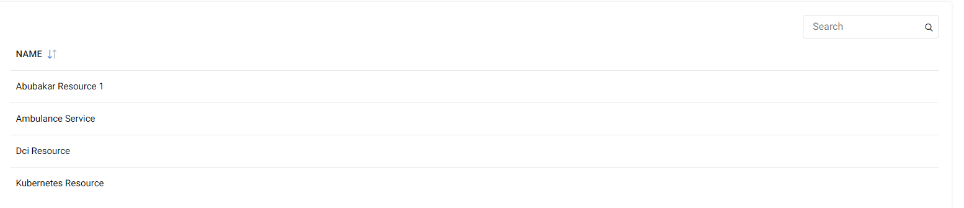 Search
NAME
Abubakar Resource 1
Ambulance Service
Dci Resource
Kubernetes Resource